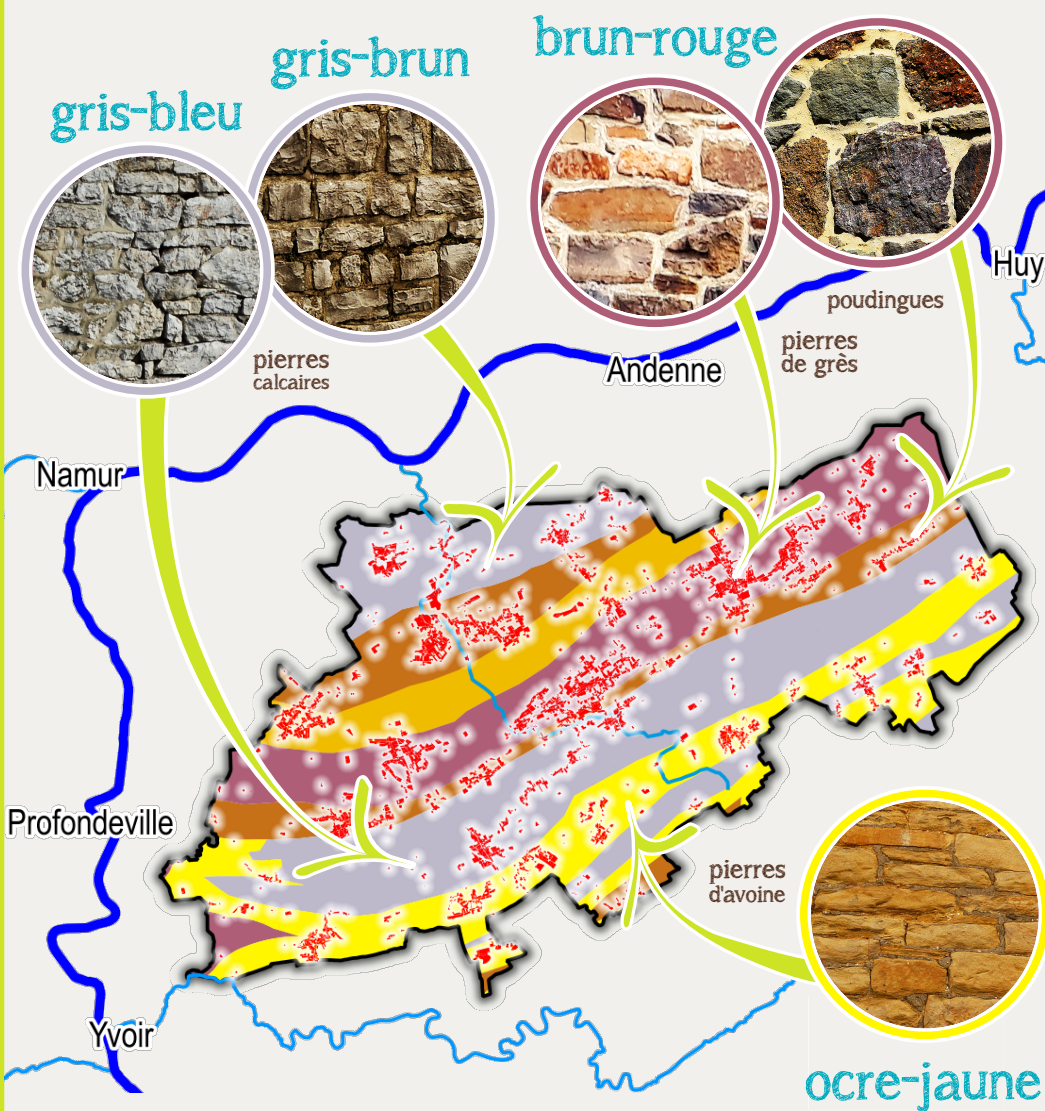 brun-rouge
gris-brun
gris-bleu
Huy
poudingues
pierres
de grès
pierres
calcaires
Andenne
Namur
Profondeville
pierres
d'avoine
Yvoir
ocre-jaune